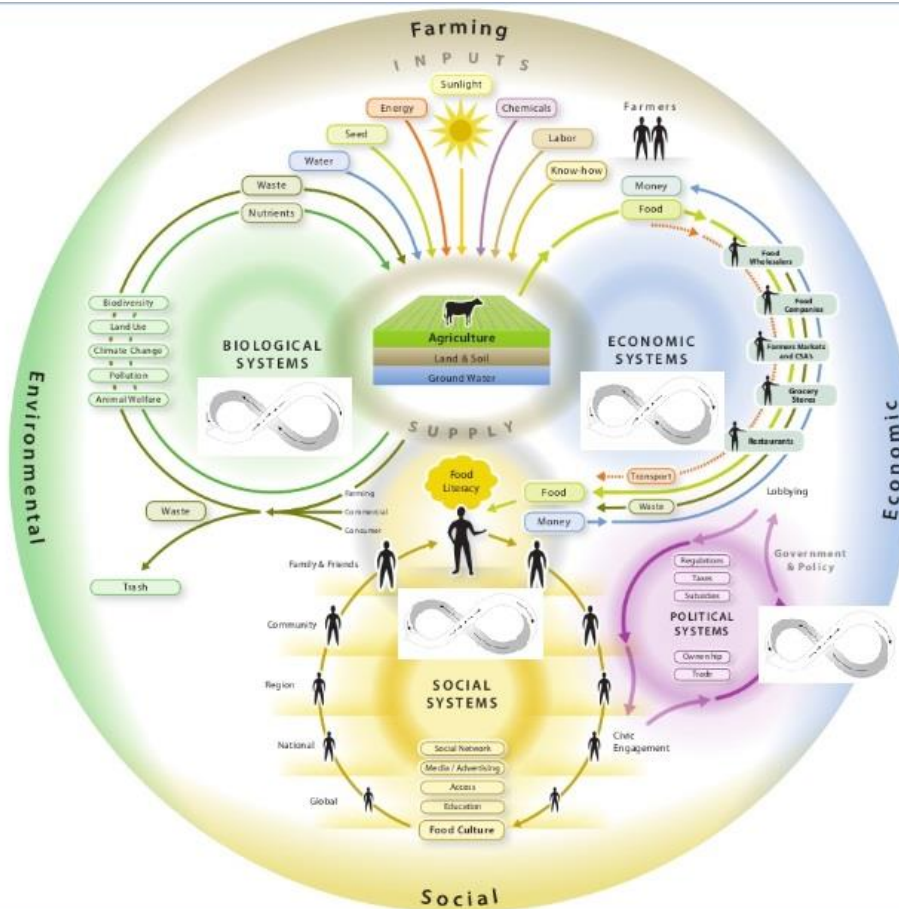 Farming
INPUTS
Sunlight
Energy
Chemicals
Farmers
Seed
Labor
Water
Know-how
Waste
Money
Nutrients
Food
Food
Wholesalers
Biodiversity
Food
Companies
Land Use
Agriculture
BIOLOGICAL
SYSTEMS
ECONOMIC
SYSTEMS
Climate Change
Farmers Markets
and CSA's
Land & Soil
Pollution
Ground Water
Animal Welfare
Grocery
Stores
Environmental
Economic
SUPPLY
Restaurants
Food
Literacy
Transport
Farming
Food
Lobbying
Waste
Commercial
Waste
Money
Consumer
Government
& Policy
Family & Friends
Regulations
Trash
Taxes
Subsidies
Community
POLITICAL
SYSTEMS
Ownership
Region
SOCIAL
SYSTEMS
Trade
Civic
Engagement
National
Social Network
Media / Advertising
Access
Global
Education
Food Culture
Social